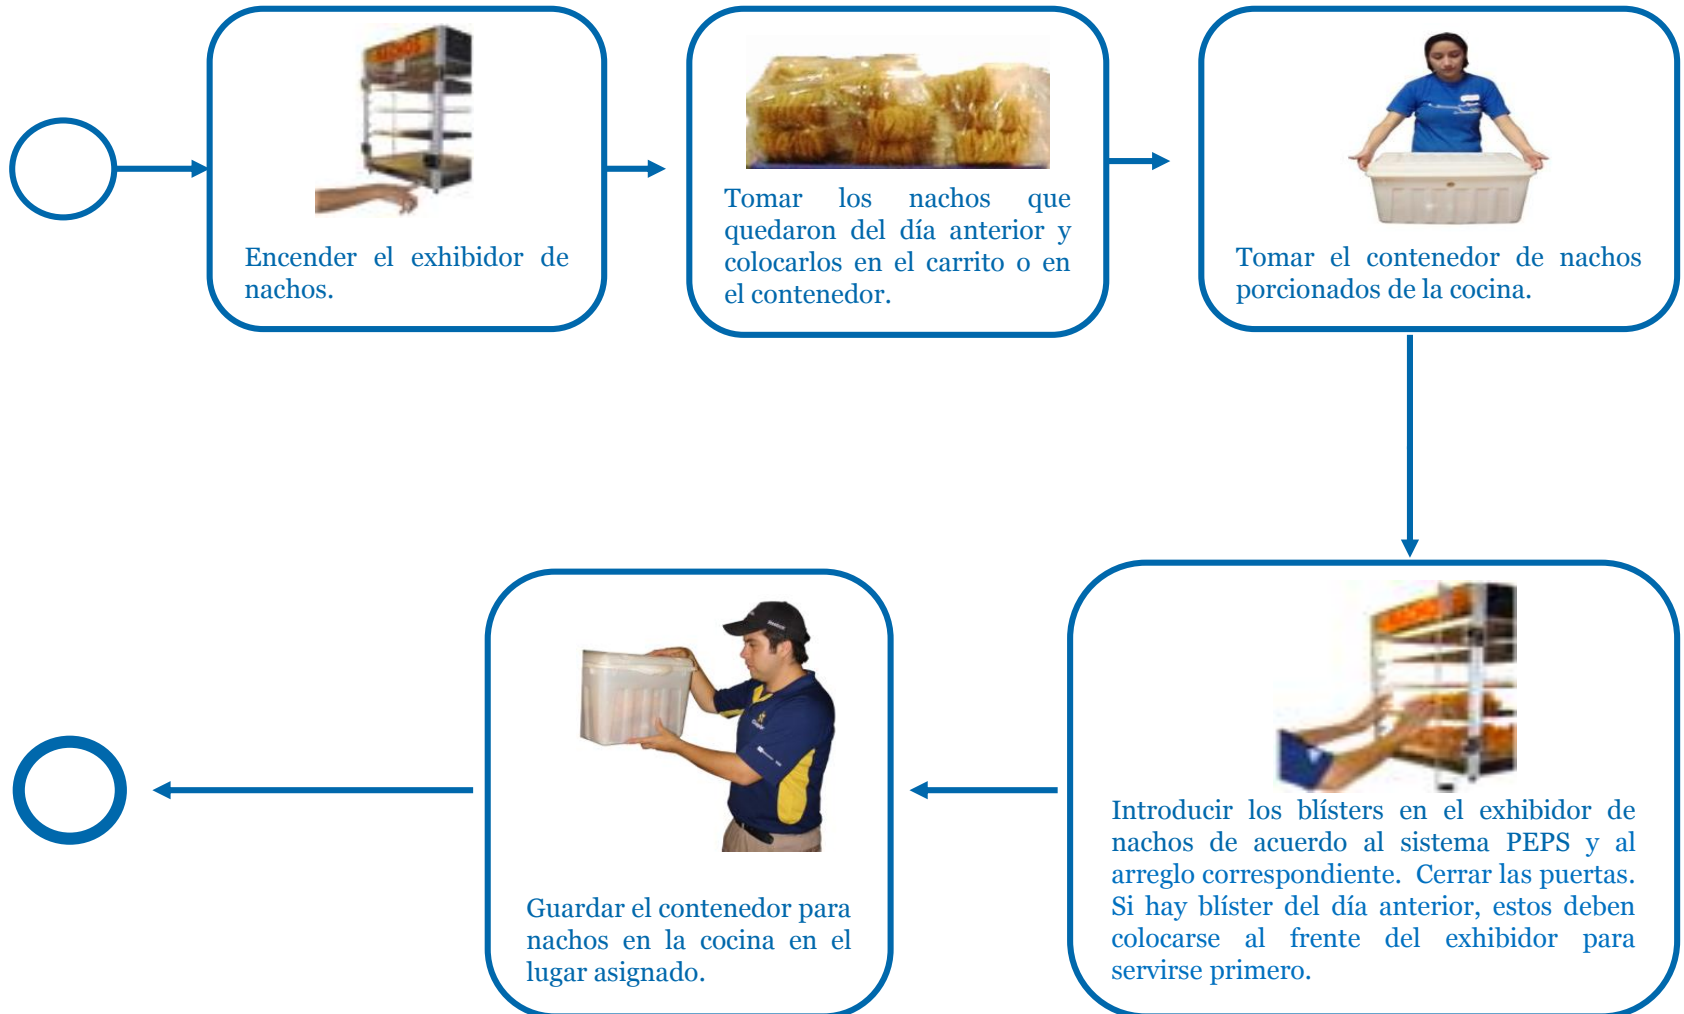 NACHOS
Encender el exhibidor de
nachos.
Tomar los nachos que
quedaron del día anterior y
colocarlos en el carrito o en
el contenedor.
Tomar el contenedor de nachos
porcionados de la cocina.
Introducir los blísters en el exhibidor de
nachos de acuerdo al sistema PEPS y al
arreglo correspondiente. Cerrar las puertas.
Si hay blíster del día anterior, estos deben
colocarse al frente del exhibidor para
servirse primero.
Guardar el contenedor para
nachos en la cocina en el
lugar asignado.